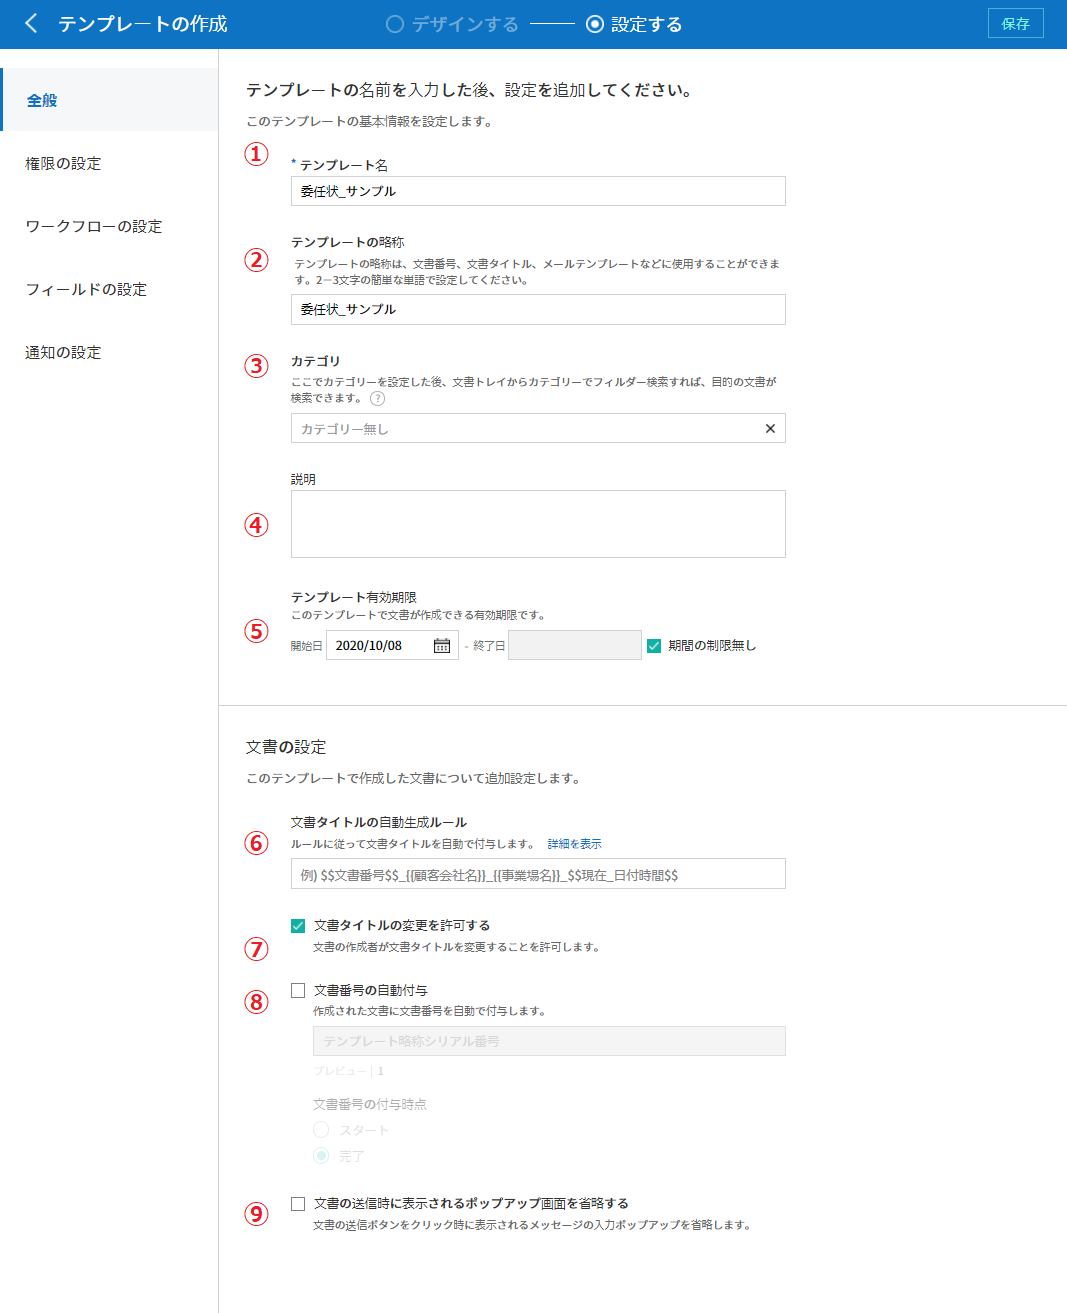 テンプレートの作成
デザインする
設定する
保存
全般
権限の設定
ワークフローの設定
フィールドの設定
通知の設定
テンプレートの名前を入力した後、設定を追加してください。
このテンプレートの基本情報を設定します。
①
* テンプレート名
委任状_サンプル
②
テンプレートの略称
テンプレートの略称は、文書番号、文書タイトル、メールテンプレートなどに使用することができま
す。2－3文字の簡単な単語で設定してください。
委任状_サンプル
③
カテゴリ
ここでカテゴリーを設定した後、文書トレイからカテゴリーでフィルダー検索すれば、目的の文書が
検索できます。 ?
カテゴリー無し
説明
④
テンプレート有効期限
このテンプレートで文書が作成できる有効期限です。
⑤
開始日 2020/10/08 - 終了日 期間の制限無し
文書の設定
このテンプレートで作成した文書について追加設定します。
文書タイトルの自動生成ルール
⑥
ルールに従って文書タイトルを自動で付与します。 詳細を表示
例) $$文書番号$$_{{顧客会社名}}_{{事業場名}}_$$現在_日付時間$$
文書タイトルの変更を許可する
⑦
文書の作成者が文書タイトルを変更することを許可します。
文書番号の自動付与
⑧
作成された文書に文書番号を自動で付与します。
テンプレート略称シリアル番号
プレビュー | 1
文書番号の付与時点
スタート
完了
文書の送信時に表示されるポップアップ画面を省略する
⑨
文書の送信ボタンをクリック時に表示されるメッセージの入力ポップアップを省略します。